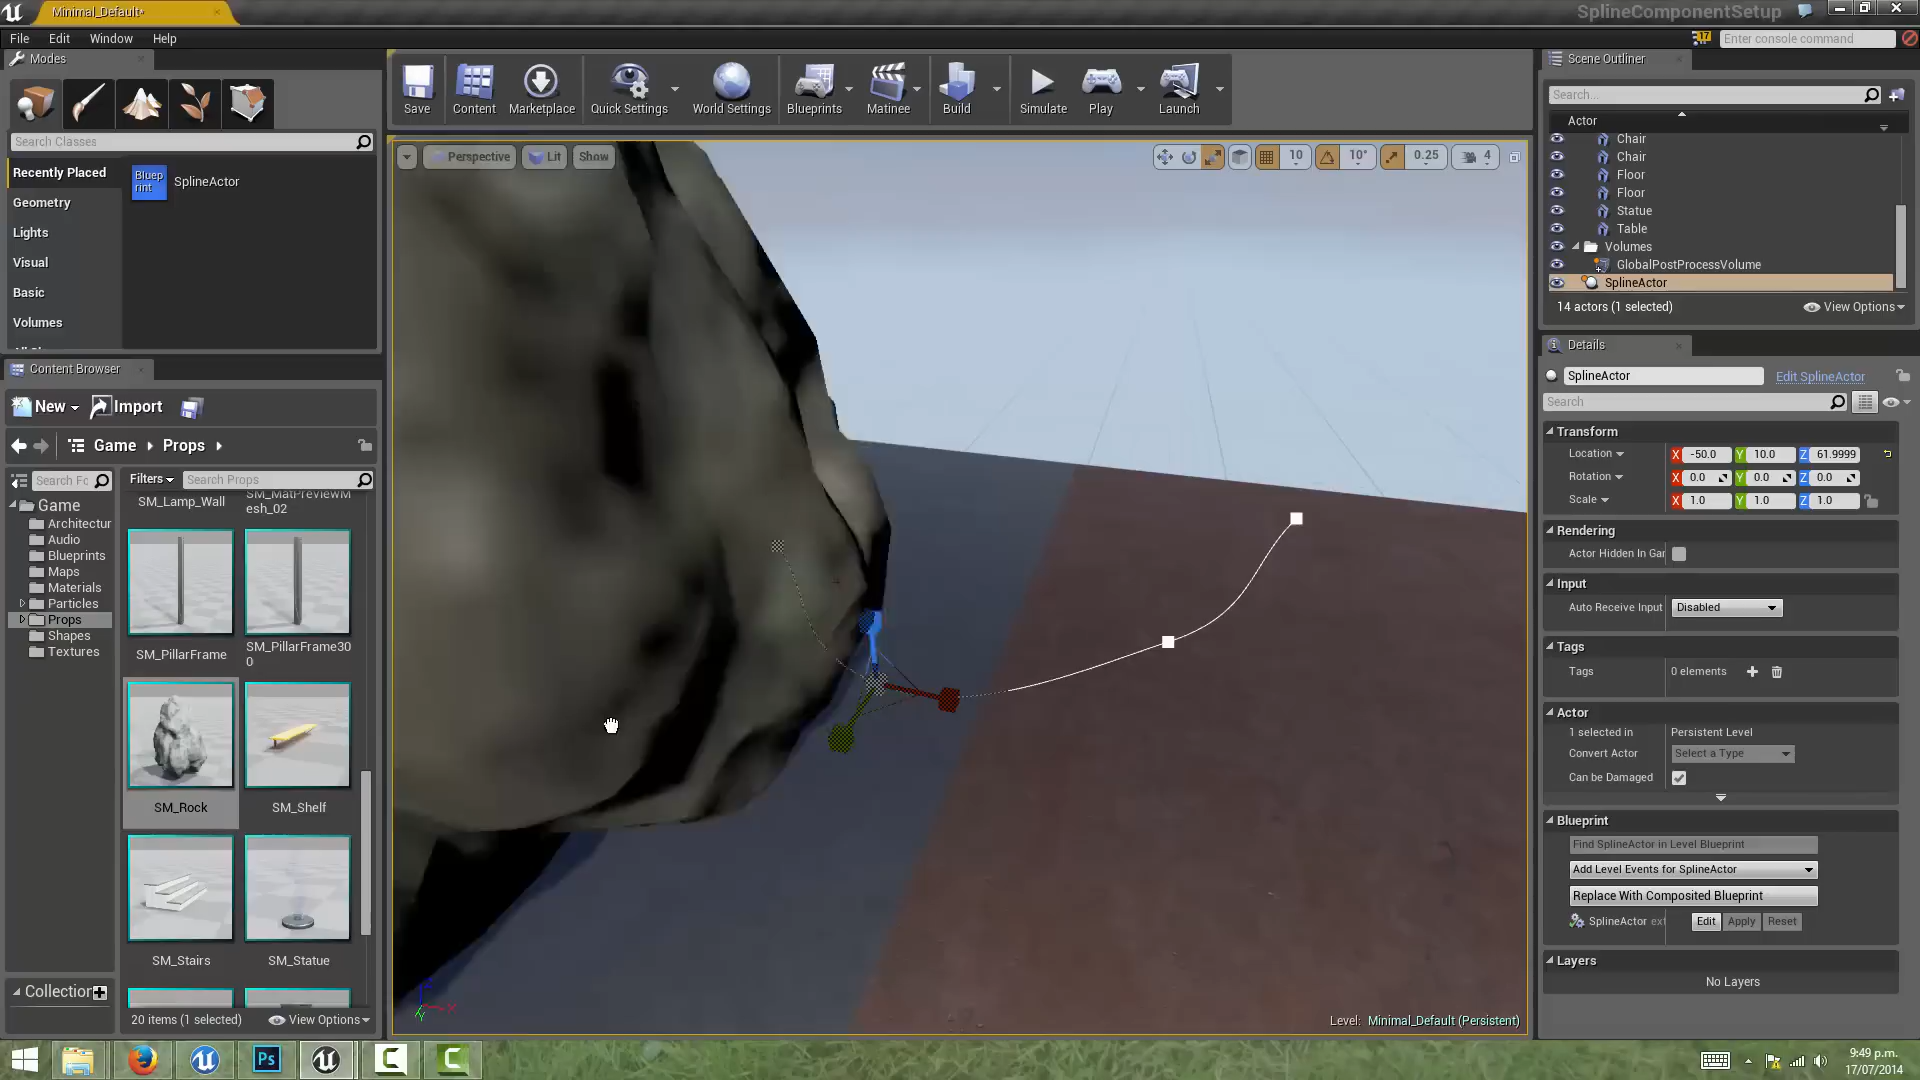 Minimal_Default*
SplineComponentSetup
File Edit Window Help
17
Enter console command
Modes
Search Classes
Recently Placed
Geometry
Lights
Visual
Basic
Volumes
Bluep
rint
SplineActor
Save
Content
Marketplace
Quick Settings
World Settings
Blueprints
Matinee
Build
Simulate
Play
Launch
Perspective
Lit
Show
10
10°
0.25
4
Level: Minimal_Default (Persistent)
Content Browser
New
Import
Game
Props
Search Fo
Filters
Search Props
Game
Architectur
Audio
Blueprints
Maps
Materials
Particles
Props
Shapes
Textures
Collection
SM_Lamp_Wall
SM_MatPreviewM
esh_02
SM_PillarFrame
SM_PillarFrame30
0
SM_Rock
SM_Shelf
SM_Stairs
SM_Statue
20 items (1 selected)
View Options
Scene Outliner
Search...
Actor
Chair
Chair
Floor
Floor
Statue
Table
Volumes
GlobalPostProcessVolume
SplineActor
14 actors (1 selected)
View Options
Details
SplineActor
Edit SplineActor
Search
Transform
Location X -50.0 Y 10.0 Z 61.9999
Rotation X 0.0 Y 0.0 Z 0.0
Scale X 1.0 Y 1.0 Z 1.0
Rendering
Actor Hidden In Gar
Input
Auto Receive Input
Disabled
Tags
Tags
0 elements
Actor
1 selected in
Persistent Level
Convert Actor
Select a Type
Can be Damaged
Blueprint
Find SplineActor in Level Blueprint
Add Level Events for SplineActor
Replace With Composited Blueprint
SplineActor ext
Edit
Apply
Reset
Layers
No Layers
Ps
9:49 p.m.
17/07/2014